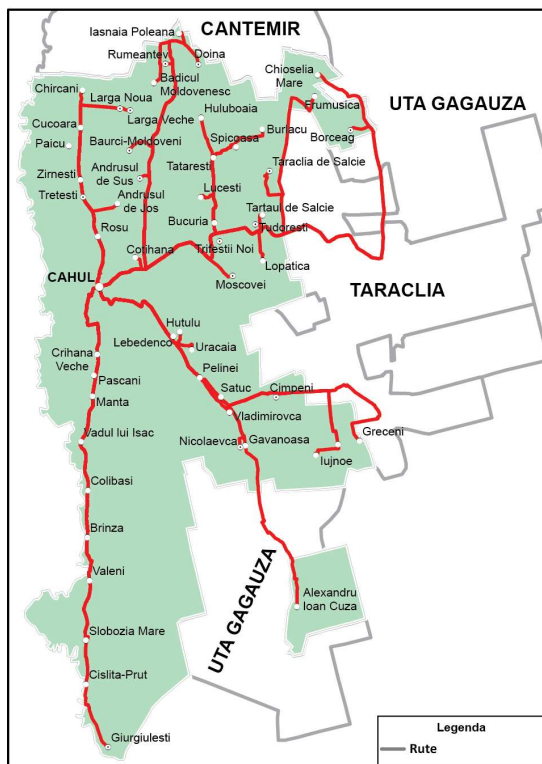 CANTEMIR
Iasnaia Poleana
Rumeantev
Doina
Badicul
Moldovenesc
Chioselia
Mare
Chircani
Larga Noua
Larga Veche
Huluboaia
Frumusica
UTA GAGAUZA
Cucoara
Baurci-Moldoveni
Spicoasa
Burlacu
Borceag
Paicu
Andrusul
de Sus
Tataresti
Taraclia de Salcie
Zirnesti
Tretesti
Andrusul
de Jos
Lucesti
Tartaul de Salcie
Rosu
Bucuria
Tudoresti
Cotihana
Trifestii Noi
Lopatica
CAHUL
Moscovei
TARACLIA
Hutulu
Lebedenco
Uracaia
Crihana
Veche
Pelinei
Pascani
Satuc
Cimpeni
Manta
Vladimirovca
Vadul lui Isac
Nicolaevca
Gavanoasa
Greceni
Iujnoe
Colibasi
Brinza
UTA GAGAUZA
Valeni
Alexandru
Ioan Cuza
Slobozia Mare
Cislita-Prut
Giurgiulesti
Legenda
Rute